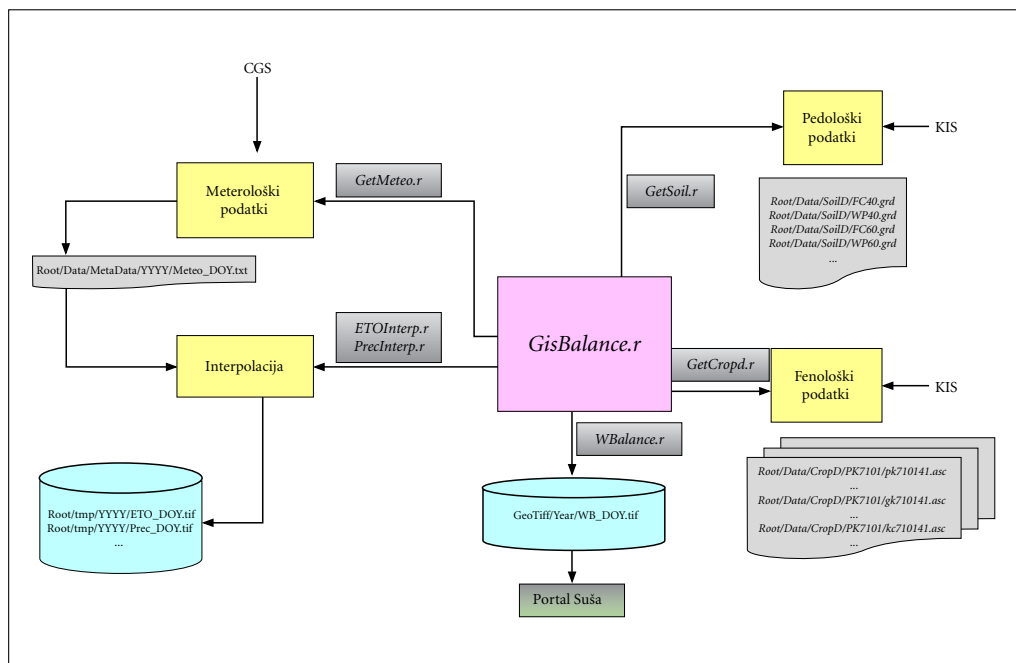 CGS
Meterološki
podatki
GetMeteo.r
Root/Data/MetaData/YYYY/Meteo_DOY.txt
ETOInterp.r
PrecInterp.r
Interpolacija
Root/tmp/YYYY/ETO_DOY.tif
Root/tmp/YYYY/Prec_DOY.tif
...
GisBalance.r
WBalance.r
GeoTiff/Year/WB_DOY.tif
Portal Suša
GetSoil.r
Pedološki
podatki
KIS
Root/Data/SoilD/FC40.grd
Root/Data/SoilD/WP40.grd
Root/Data/SoilD/FC60.grd
Root/Data/SoilD/WP60.grd
...
GetCropd.r
Fenološki
podatki
KIS
Root/Data/CropD/PK7101/pk710141.asc
...
Root/Data/CropD/PK7101/gk710141.asc
...
Root/Data/CropD/PK7101/kc710141.asc
...